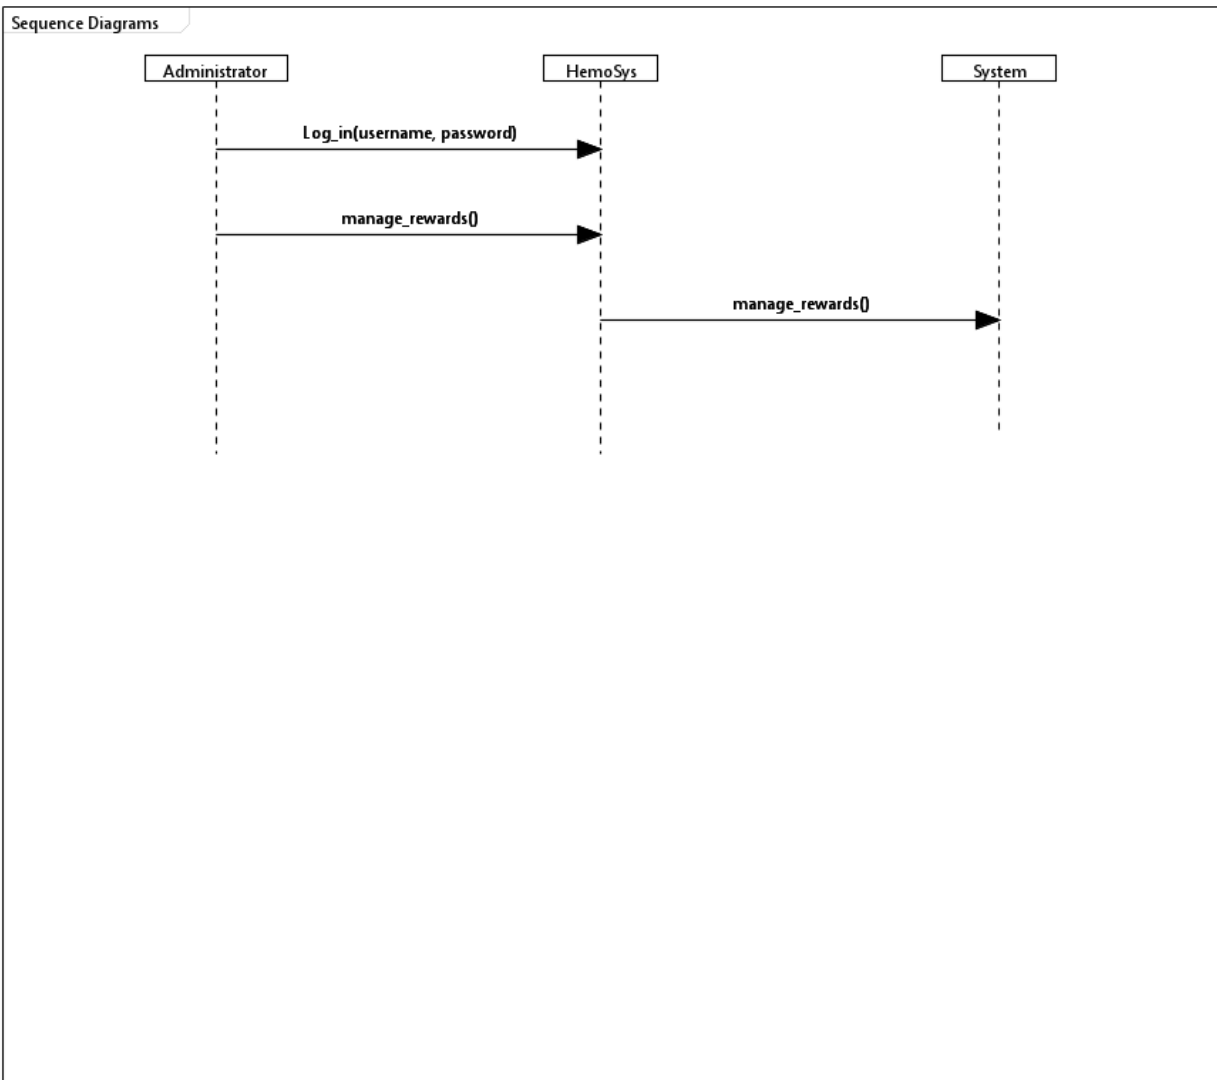 Sequence Diagrams
Administrator
HemoSys
System
Log_in(username, password)
manage_rewards()
manage_rewards()